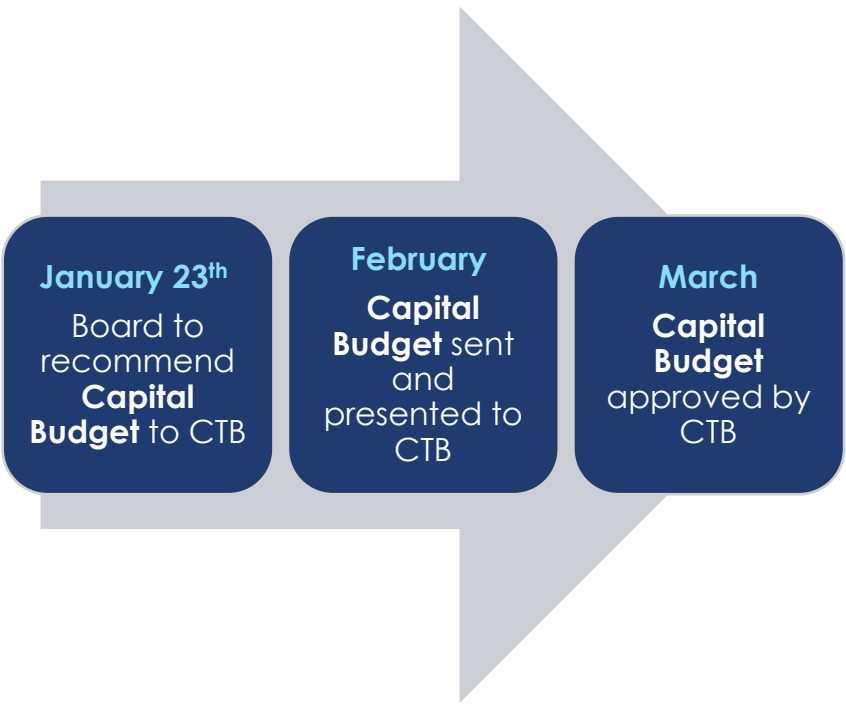 January 23th
Board to
recommend
Capital
Budget to CTB
February
Capital
Budget sent
and
presented to
CTB
March
Capital
Budget
approved by
CTB